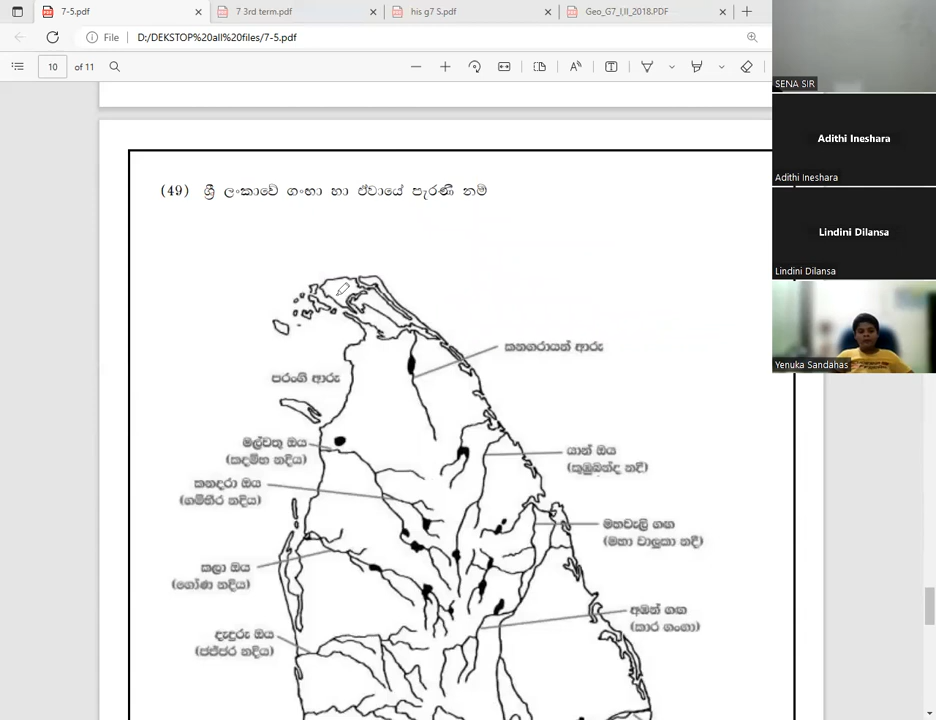 7-5.pdf
7 3rd term.pdf
his g7 S.pdf
Geo_G7_I,II_2018.PDF
File
D:/DEKSTOP%20all%20files/7-5.pdf
10 of 11
SENA SIR
Adithi Ineshara
Adithi Ineshara
Lindini Dilansa
Lindini Dilansa
Yenuka Sandahas
(49) ශ්‍රී ලංකාවේ ගංඟා හා ඒවායේ පැරණි නම්
කනගරායන් ආරු
පරංගි ආරු
මල්වතු ඔය
(කදම්භ නදිය)
යාන් ඔය
(කුඹුබන්ද නදී)
කනදරා ඔය
(ගම්භීර නදිය)
මහවැලි ගඟ
(මහා වාලුකා නදී)
කලා ඔය
(ගෝණ නදිය)
අඹන් ගඟ
(කාර ගංගා)
දැදුරු ඔය
(ජජ්ජර නදිය)